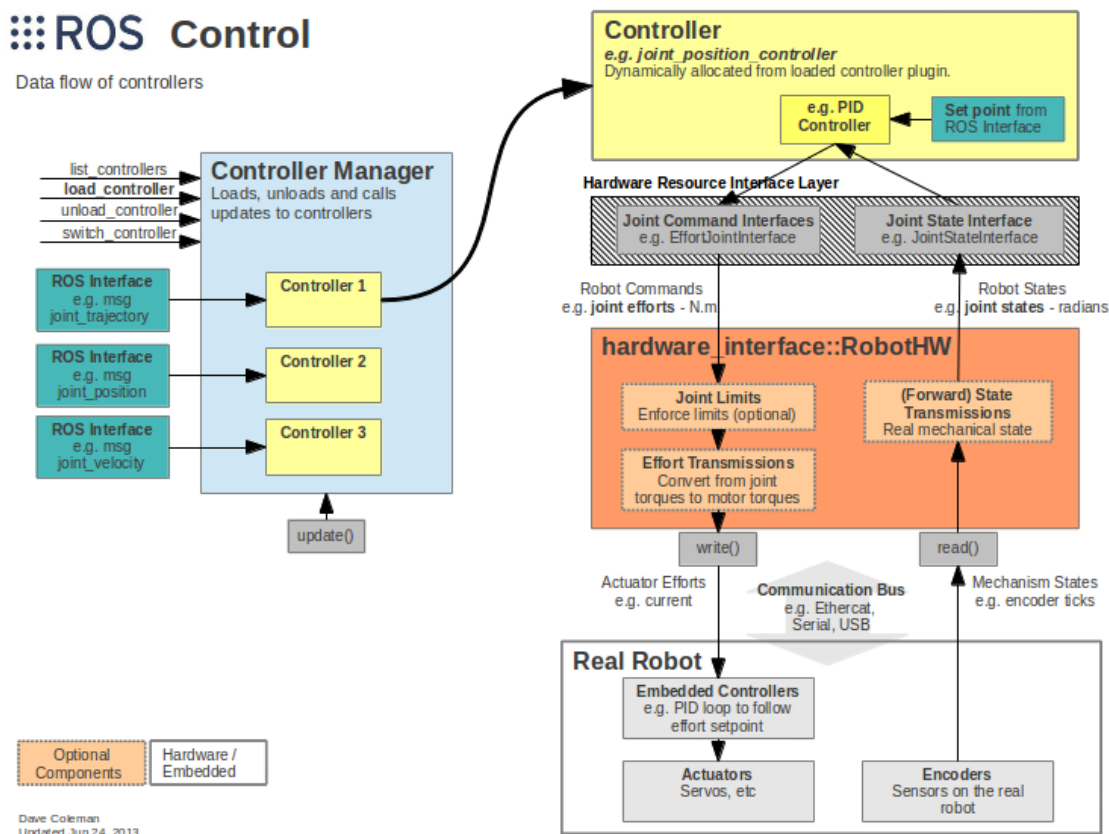 ROS Control
Data flow of controllers
list_controllers
load_controller
unload_controller
switch_controller
Controller Manager
Loads, unloads and calls
updates to controllers
ROS Interface
e.g. msg
joint_trajectory
Controller 1
ROS Interface
e.g. msg
joint_position
Controller 2
ROS Interface
e.g. msg
joint_velocity
Controller 3
update()
Controller
e.g. joint_position_controller
Dynamically allocated from loaded controller plugin.
e.g. PID
Controller
Set point from
ROS Interface
Hardware Resource Interface Layer
Joint Command Interfaces
e.g. EffortJointInterface
Joint State Interface
e.g. JointStateInterface
Robot Commands
e.g. joint efforts - N.m
Robot States
e.g. joint states - radians
hardware_interface::RobotHW
Joint Limits
Enforce limits (optional)
Effort Transmissions
Convert from joint
torques to motor torques
(Forward) State
Transmissions
Real mechanical state
write()
read()
Actuator Efforts
e.g. current
Communication Bus
e.g. Ethercat,
Serial, USB
Mechanism States
e.g. encoder ticks
Real Robot
Embedded Controllers
e.g. PID loop to follow
effort setpoint
Actuators
Servos, etc
Encoders
Sensors on the real
robot
Optional
Components
Hardware /
Embedded
Dave Coleman
Updated Jun 24, 2013